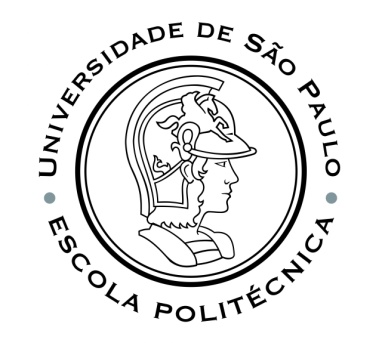 UNIVERSIDADE DE SÃO PAULO
ESCOLA POLITÉCNICA